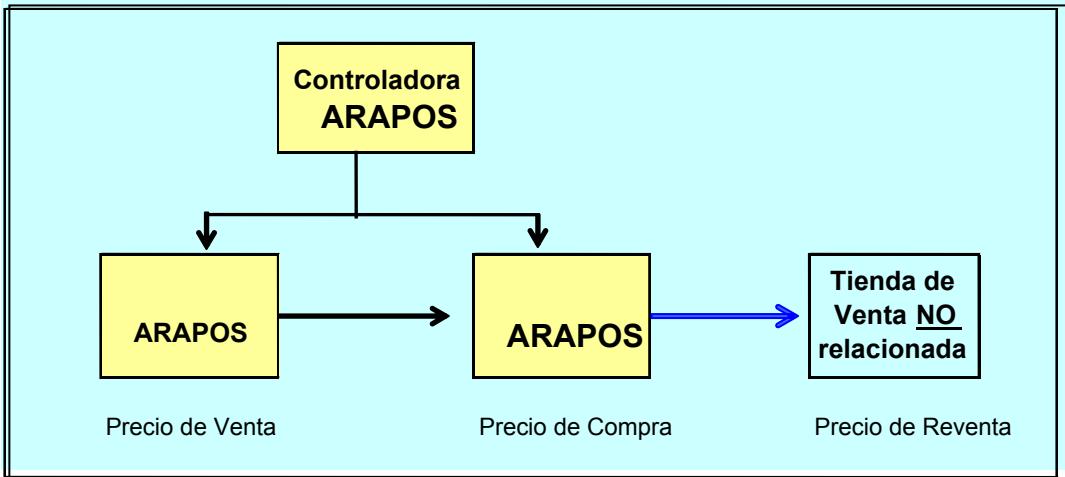 Controladora
ARAPOS
ARAPOS
ARAPOS
Tienda de
Venta NO
relacionada
Precio de Venta
Precio de Compra
Precio de Reventa